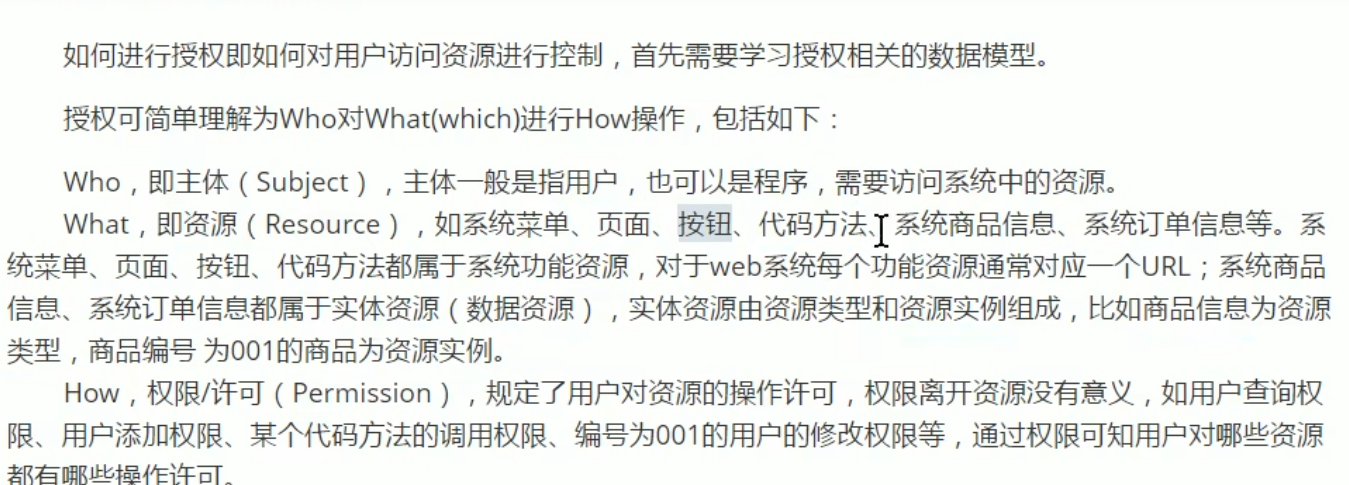 如何进行授权即如何对用户访问资源进行控制，首先需要学习授权相关的数据模型。
授权可简单理解为Who对What(which)进行How操作，包括如下：
Who，即主体（Subject），主体一般是指用户，也可以是程序，需要访问系统中的资源。
What，即资源（Resource），如系统菜单、页面、按钮、代码方法、系统商品信息、系统订单信息等。系
统菜单、页面、按钮、代码方法都属于系统功能资源，对于web系统每个功能资源通常对应一个URL；系统商品
信息、系统订单信息都属于实体资源（数据资源），实体资源由资源类型和资源实例组成，比如商品信息为资源
类型，商品编号 为001的商品为资源实例。
How，权限/许可（Permission），规定了用户对资源的操作许可，权限离开资源没有意义，如用户查询权
限、用户添加权限、某个代码方法的调用权限、编号为001的用户的修改权限等，通过权限可知用户对哪些资源
都有哪些操作许可。